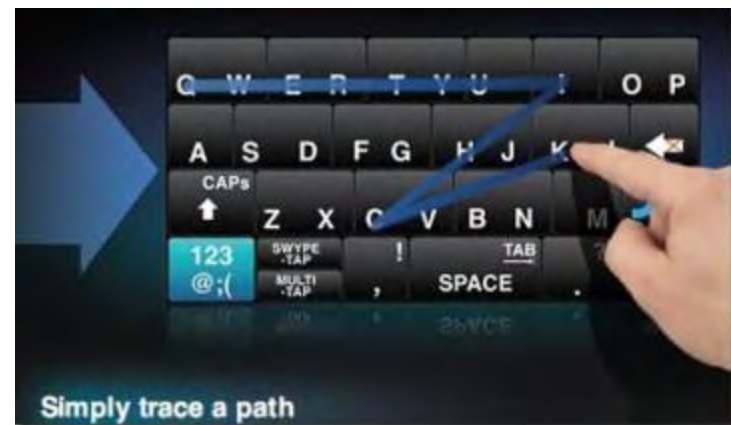 Q W E R T Y U I O P
A S D F G H J K L
CAPs
Z X C V B N M
123 SWYPE ! TAB ?
-TAP
@;( MULTI , SPACE .
-TAP
Simply trace a path